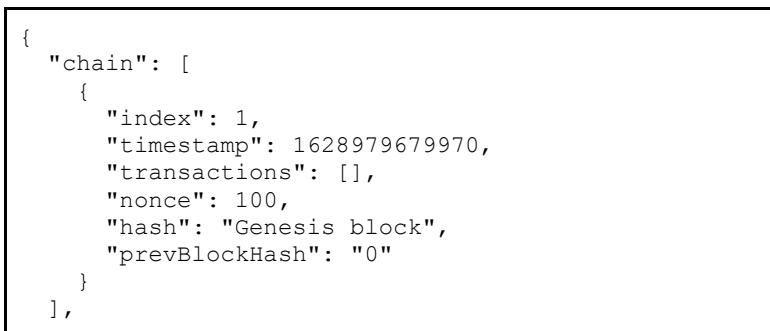 {
  "chain": [
    {
      "index": 1,
      "timestamp": 1628979679970,
      "transactions": [],
      "nonce": 100,
      "hash": "Genesis block",
      "prevBlockHash": "0"
    }
  ],